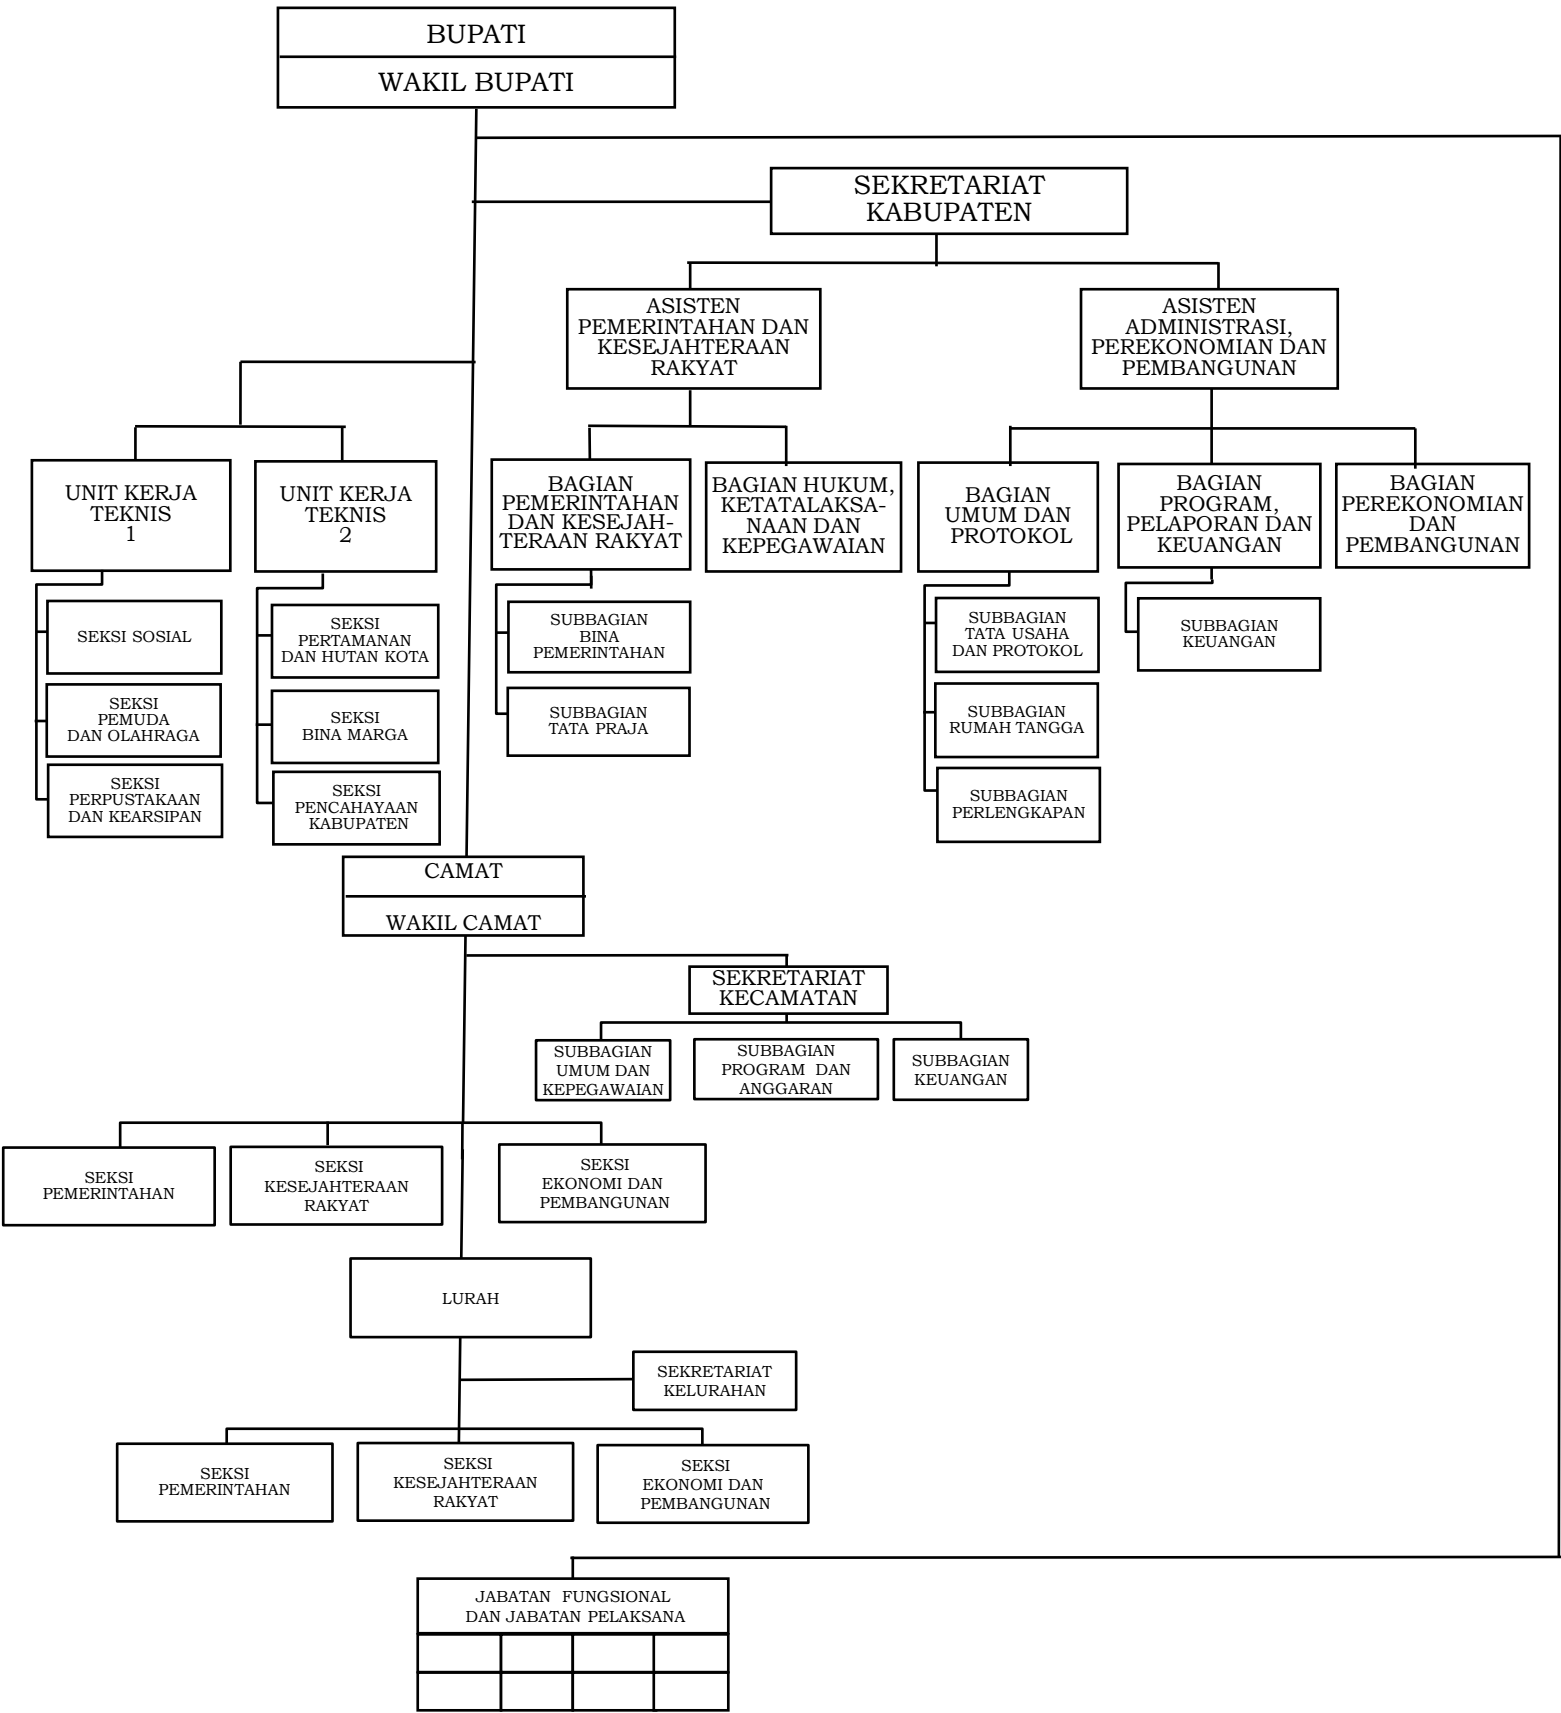 BUPATI
WAKIL BUPATI
SEKRETARIAT
KABUPATEN
ASISTEN
PEMERINTAHAN DAN
KESEJAHTERAAN
RAKYAT
ASISTEN
ADMINISTRASI,
PEREKONOMIAN DAN
PEMBANGUNAN
UNIT KERJA
TEKNIS
1
UNIT KERJA
TEKNIS
2
BAGIAN
PEMERINTAHAN
DAN KESEJAH-
TERAAN RAKYAT
BAGIAN HUKUM,
KETATALAKSA-
NAAN DAN
KEPEGAWAIAN
BAGIAN
UMUM DAN
PROTOKOL
BAGIAN
PROGRAM,
PELAPORAN DAN
KEUANGAN
BAGIAN
PEREKONOMIAN
DAN
PEMBANGUNAN
SEKSI SOSIAL
SEKSI
PEMUDA
DAN OLAHRAGA
SEKSI
PERPUSTAKAAN
DAN KEARSIPAN
SEKSI
PERTAMANAN
DAN HUTAN KOTA
SEKSI
BINA MARGA
SEKSI
PENCAHAYAAN
KABUPATEN
SUBBAGIAN
BINA
PEMERINTAHAN
SUBBAGIAN
TATA PRAJA
SUBBAGIAN
TATA USAHA
DAN PROTOKOL
SUBBAGIAN
RUMAH TANGGA
SUBBAGIAN
PERLENGKAPAN
SUBBAGIAN
KEUANGAN
CAMAT
WAKIL CAMAT
SEKRETARIAT
KECAMATAN
SUBBAGIAN
UMUM DAN
KEPEGAWAIAN
SUBBAGIAN
PROGRAM DAN
ANGGARAN
SUBBAGIAN
KEUANGAN
SEKSI
PEMERINTAHAN
SEKSI
KESEJAHTERAAN
RAKYAT
SEKSI
EKONOMI DAN
PEMBANGUNAN
LURAH
SEKRETARIAT
KELURAHAN
SEKSI
PEMERINTAHAN
SEKSI
KESEJAHTERAAN
RAKYAT
SEKSI
EKONOMI DAN
PEMBANGUNAN
JABATAN FUNGSIONAL
DAN JABATAN PELAKSANA